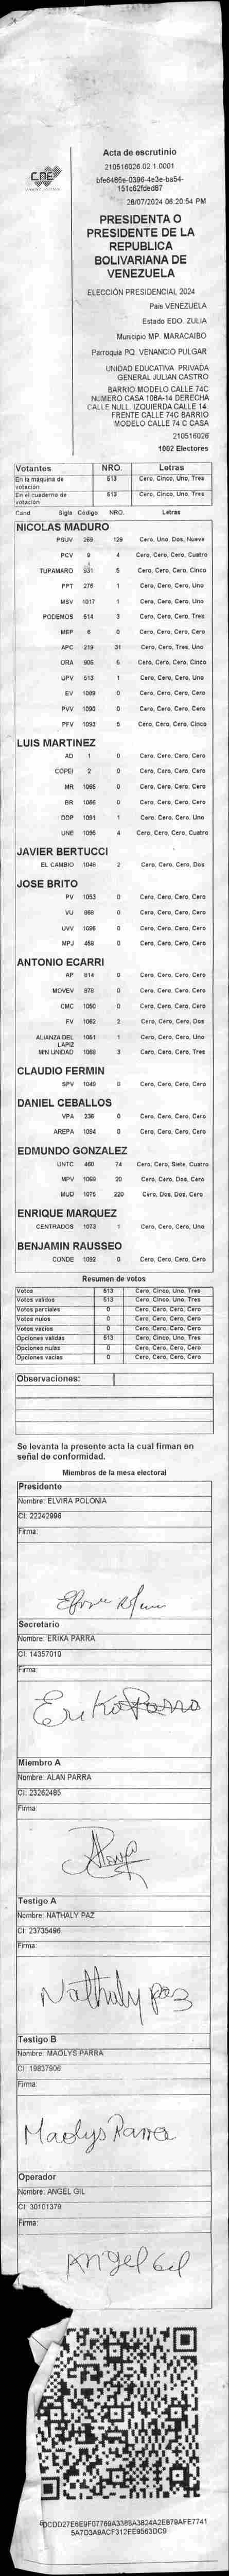 CNE
Acta de escrutinio
210516026.02.1.0001
bfe6486e-0396-4e3e-ba54-
151c62fded87
28/07/2024 06:20:54 PM
PRESIDENTA O
PRESIDENTE DE LA
REPUBLICA
BOLIVARIANA DE
VENEZUELA
ELECCIÓN PRESIDENCIAL 2024
País VENEZUELA
Estado EDO. ZULIA
Municipio MP. MARACAIBO
Parroquia PQ. VENANCIO PULGAR
UNIDAD EDUCATIVA PRIVADA
GENERAL JULIAN CASTRO
BARRIO MODELO CALLE 74C
NUMERO CASA 108A-14 DERECHA
CALLE NULL. IZQUIERDA CALLE 14.
FRENTE CALLE 74C BARRIO
MODELO CALLE 74 C CASA
210516026
1002 Electores
Votantes NRO. Letras
En la maquina de votación 513 Cero, Cinco, Uno, Tres
En el cuaderno de votación 513 Cero, Cinco, Uno, Tres
Cand. Sigla Código NRO. Letras
NICOLAS MADURO
PSUV 269 129 Cero, Uno, Dos, Nueve
PCV 9 4 Cero, Cero, Cero, Cuatro
TUPAMARO 931 5 Cero, Cero, Cero, Cinco
PPT 276 1 Cero, Cero, Cero, Uno
MSV 1017 1 Cero, Cero, Cero, Uno
PODEMOS 514 3 Cero, Cero, Cero, Tres
MEP 6 0 Cero, Cero, Cero, Cero
APC 219 31 Cero, Cero, Tres, Uno
ORA 906 5 Cero, Cero, Cero, Cinco
UPV 513 1 Cero, Cero, Cero, Uno
EV 1089 0 Cero, Cero, Cero, Cero
PVV 1090 0 Cero, Cero, Cero, Cero
PFV 1093 5 Cero, Cero, Cero, Cinco
LUIS MARTINEZ
AD 1 0 Cero, Cero, Cero, Cero
COPEI 2 0 Cero, Cero, Cero, Cero
MR 1065 0 Cero, Cero, Cero, Cero
BR 1066 0 Cero, Cero, Cero, Cero
DDP 1091 1 Cero, Cero, Cero, Uno
UNE 1095 4 Cero, Cero, Cero, Cuatro
JAVIER BERTUCCI
EL CAMBIO 1048 2 Cero, Cero, Cero, Dos
JOSE BRITO
PV 1053 0 Cero, Cero, Cero, Cero
VU 868 0 Cero, Cero, Cero, Cero
UVV 1096 0 Cero, Cero, Cero, Cero
MPJ 459 0 Cero, Cero, Cero, Cero
ANTONIO ECARRI
AP 814 0 Cero, Cero, Cero, Cero
MOVEV 878 0 Cero, Cero, Cero, Cero
CMC 1050 0 Cero, Cero, Cero, Cero
FV 1062 2 Cero, Cero, Cero, Dos
ALIANZA DEL LAPIZ 1061 1 Cero, Cero, Cero, Uno
MIN UNIDAD 1068 3 Cero, Cero, Cero, Tres
CLAUDIO FERMIN
SPV 1049 0 Cero, Cero, Cero, Cero
DANIEL CEBALLOS
VPA 236 0 Cero, Cero, Cero, Cero
AREPA 1094 0 Cero, Cero, Cero, Cero
EDMUNDO GONZALEZ
UNTC 460 74 Cero, Cero, Siete, Cuatro
MPV 1069 20 Cero, Cero, Dos, Cero
MUD 1075 220 Cero, Dos, Dos, Cero
ENRIQUE MARQUEZ
CENTRADOS 1073 1 Cero, Cero, Cero, Uno
BENJAMIN RAUSSEO
CONDE 1092 0 Cero, Cero, Cero, Cero
Resumen de votos
Votos 513 Cero, Cinco, Uno, Tres
Votos validos 513 Cero, Cinco, Uno, Tres
Votos parciales 0 Cero, Cero, Cero, Cero
Votos nulos 0 Cero, Cero, Cero, Cero
Votos vacios 0 Cero, Cero, Cero, Cero
Opciones validas 513 Cero, Cinco, Uno, Tres
Opciones nulas 0 Cero, Cero, Cero, Cero
Opciones vacias 0 Cero, Cero, Cero, Cero
Observaciones:
Se levanta la presente acta la cual firman en
señal de conformidad.
Miembros de la mesa electoral
Presidente
Nombre: ELVIRA POLONIA
CI: 22242996
Firma:
Secretario
Nombre: ERIKA PARRA
CI: 14357010
Firma:
Erika Parra
Miembro A
Nombre: ALAN PARRA
CI: 23262485
Firma:
Testigo A
Nombre: NATHALY PAZ
CI: 23735496
Firma:
Nathaly paz
Testigo B
Nombre: MAOLYS PARRA
CI: 19837906
Firma:
Maolys Parra
Operador
Nombre: ANGEL GIL
CI: 30101379
Firma:
Angel Gil
5A7D3A9ACF312EE9563DC9